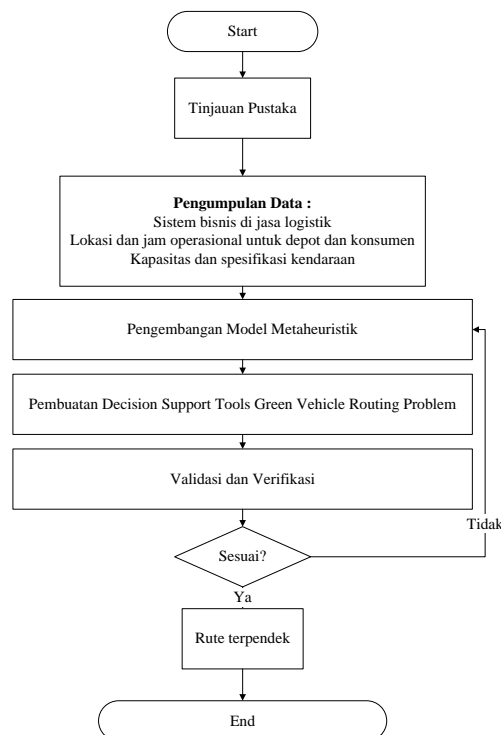 Start
Tinjauan Pustaka
Pengumpulan Data :
Sistem bisnis di jasa logistik
Lokasi dan jam operasional untuk depot dan konsumen
Kapasitas dan spesifikasi kendaraan
Pengembangan Model Metaheuristik
Pembuatan Decision Support Tools Green Vehicle Routing Problem
Validasi dan Verifikasi
Tidak
Sesuai?
Ya
Rute terpendek
End